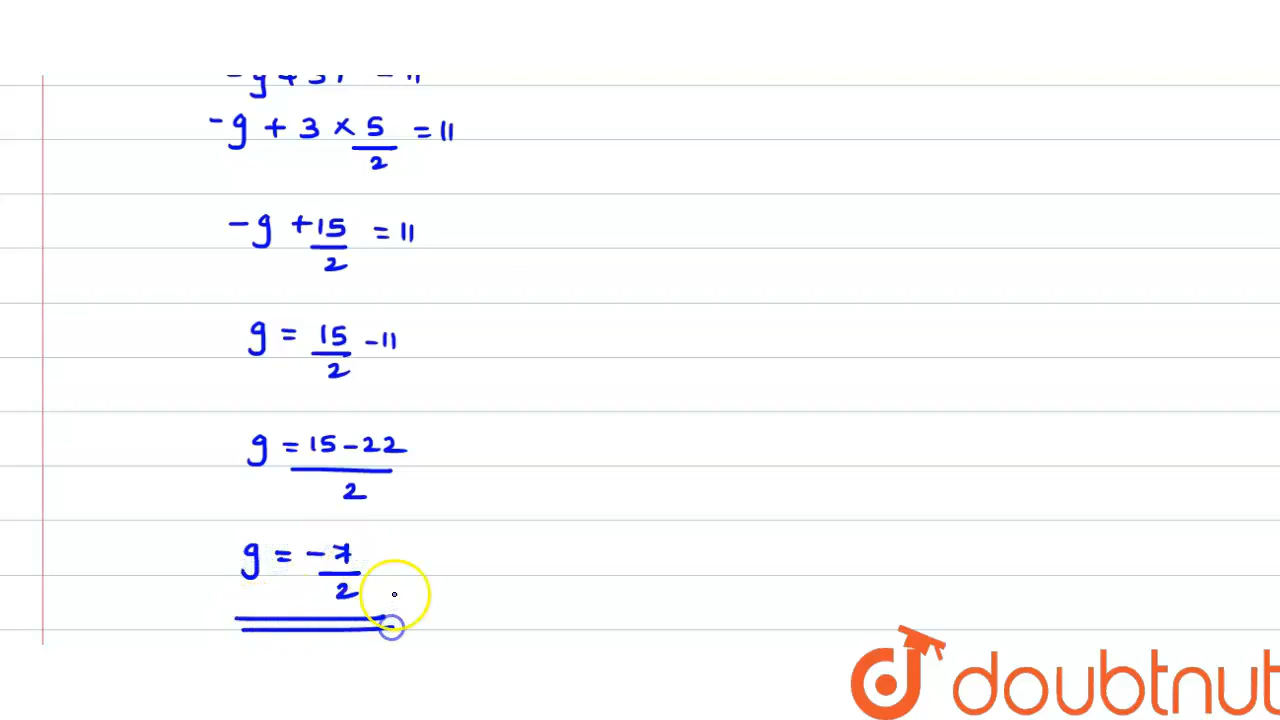 -g + 3 × 5/2 = 11
-g + 15/2 = 11
g = 15/2 - 11
g = 15 - 22/2
g = -7/2
doubtnut